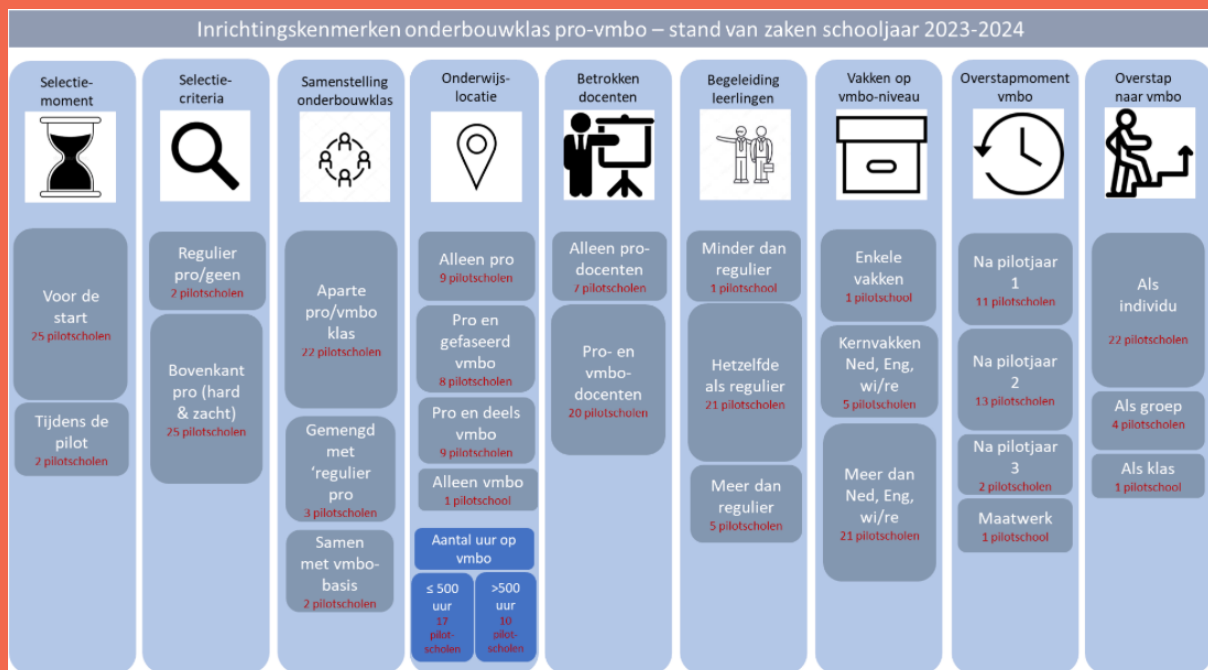 Inrichtingskenmerken onderbouwklas pro-vmbo – stand van zaken schooljaar 2023-2024
Selectie-
moment
Voor de
start
25 pilotscholen
Tijdens de
pilot
2 pilotscholen
Selectie-
criteria
Regulier
pro/geen
2 pilotscholen
Bovenkant
pro (hard
& zacht)
25 pilotscholen
Samenstelling
onderbouwklas
Aparte
pro/vmbo
klas
22 pilotscholen
Gemengd
met
‘regulier
pro
3 pilotscholen
Samen
met vmbo-
basis
2 pilotscholen
Onderwijs-
locatie
Alleen pro
9 pilotscholen
Pro en
gefaseerd
vmbo
8 pilotscholen
Pro en deels
vmbo
9 pilotscholen
Alleen vmbo
1 pilotschool
Aantal uur op
vmbo
≤ 500
uur
17
pilot-
scholen
>500
uur
10
pilot-
scholen
Betrokken
docenten
Alleen pro-
docenten
7 pilotscholen
Pro- en
vmbo-
docenten
20 pilotscholen
Begeleiding
leerlingen
Minder dan
regulier
1 pilotschool
Hetzelfde
als regulier
21 pilotscholen
Meer dan
regulier
5 pilotscholen
Vakken op
vmbo-niveau
Enkele
vakken
1 pilotschool
Kernvakken
Ned, Eng,
wi/re
5 pilotscholen
Meer dan
Ned, Eng,
wi/re
21 pilotscholen
Overstapmoment
vmbo
Na pilotjaar
1
11 pilotscholen
Na pilotjaar
2
13 pilotscholen
Na pilotjaar
3
2 pilotscholen
Maatwerk
1 pilotschool
Overstap
naar vmbo
Als
individu
22 pilotscholen
Als groep
4 pilotscholen
Als klas
1 pilotschool